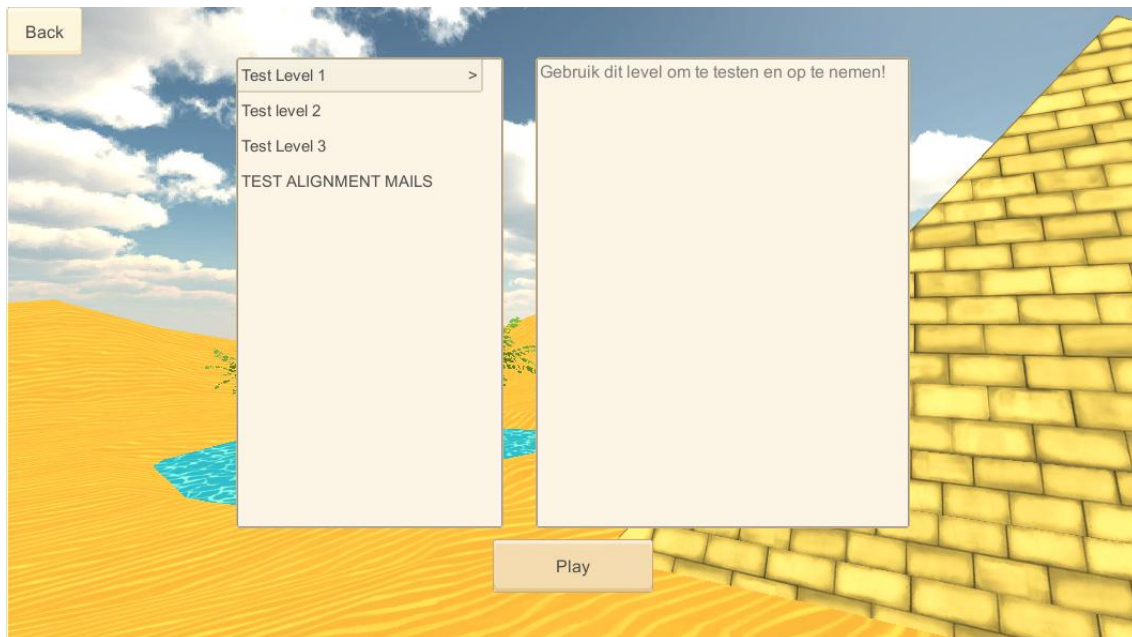 Back
Test Level 1 >
Test level 2
Test Level 3
TEST ALIGNMENT MAILS
Gebruik dit level om te testen en op te nemen!
Play